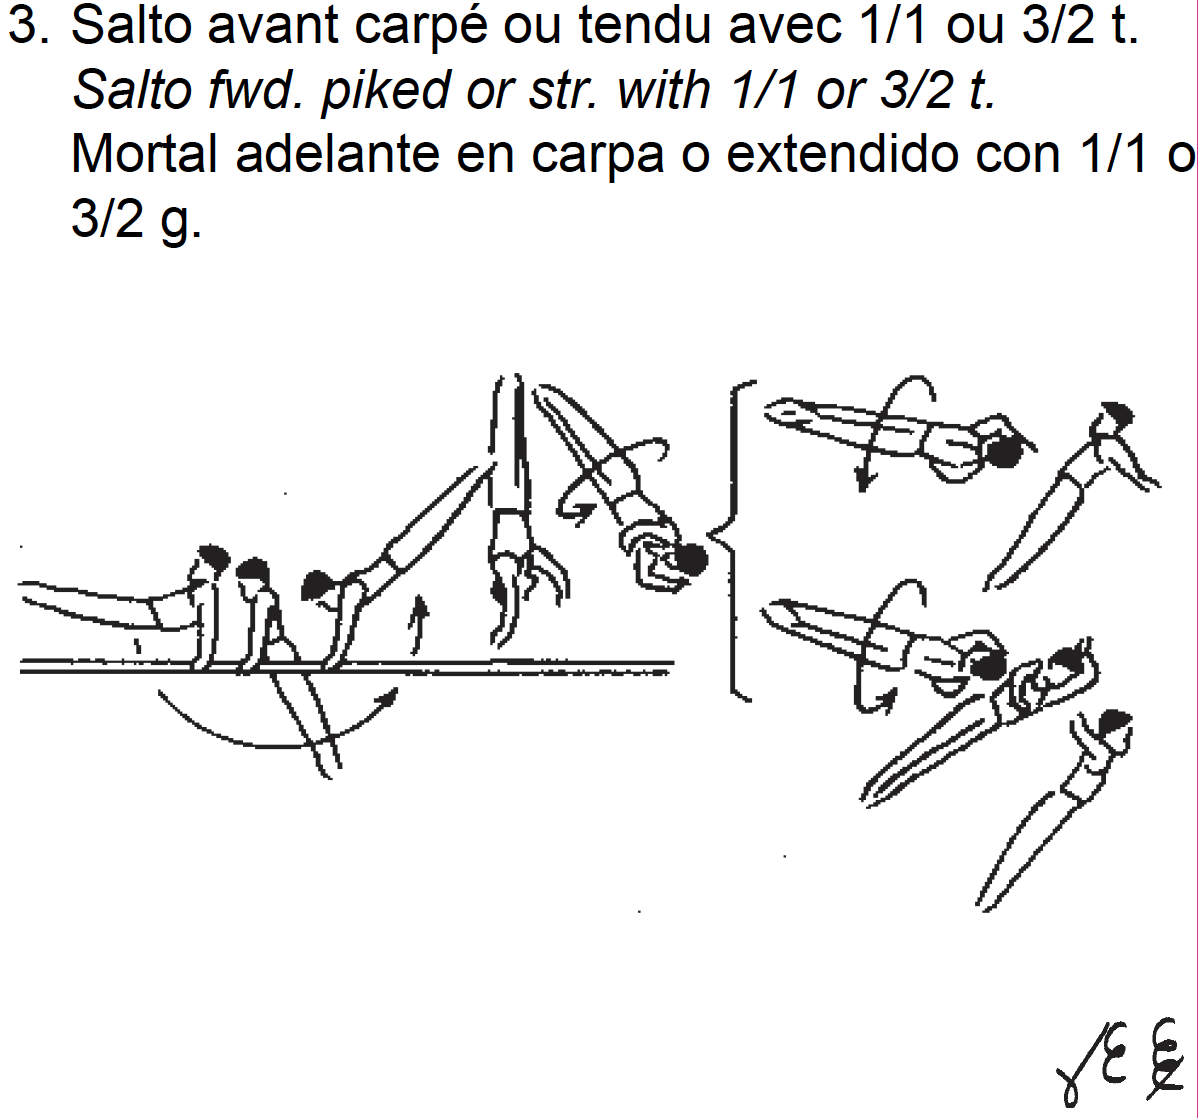 3. Salto avant carpé ou tendu avec 1/1 ou 3/2 t.
Salto fwd. piked or str. with 1/1 or 3/2 t.
Mortal adelante en carpa o extendido con 1/1 o
3/2 g.